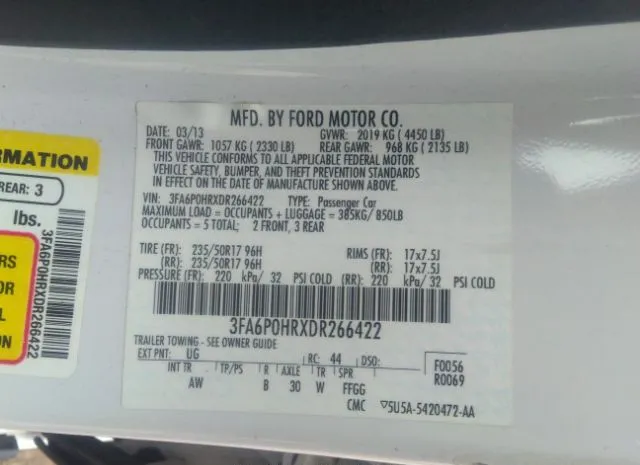 MFD. BY FORD MOTOR CO.
DATE: 03/13 GVWR: 2019 KG ( 4450 LB)
FRONT GAWR: 1057 KG ( 2330 LB) REAR GAWR: 968 KG ( 2135 LB)
THIS VEHICLE CONFORMS TO ALL APPLICABLE FEDERAL MOTOR
VEHICLE SAFETY, BUMPER, AND THEFT PREVENTION STANDARDS
IN EFFECT ON THE DATE OF MANUFACTURE SHOWN ABOVE.
VIN: 3FA6P0HRXDR266422 TYPE: Passenger Car
MAXIMUM LOAD = OCCUPANTS + LUGGAGE = 385KG/ 850LB
OCCUPANTS = 5 TOTAL: 2 FRONT, 3 REAR
TIRE (FR): 235/50R17 96H RIMS (FR): 17x7.5J
(RR): 235/50R17 96H (RR): 17x7.5J
PRESSURE (FR): 220 kPa/ 32 PSI COLD (RR): 220 kPa/ 32 PSI COLD
3FA6P0HRXDR266422
TRAILER TOWING - SEE OWNER GUIDE
EXT PNT: UG RC: 44 DSO: F0056
R0069
INT TR TP/PS R AXLE TR SPR
AW B 30 W FFGG
CMC ▽5U5A-5420472-AA
RMATION
REAR: 3
lbs.
RS
OR
L
ON
3FA6P0HRXDR266422